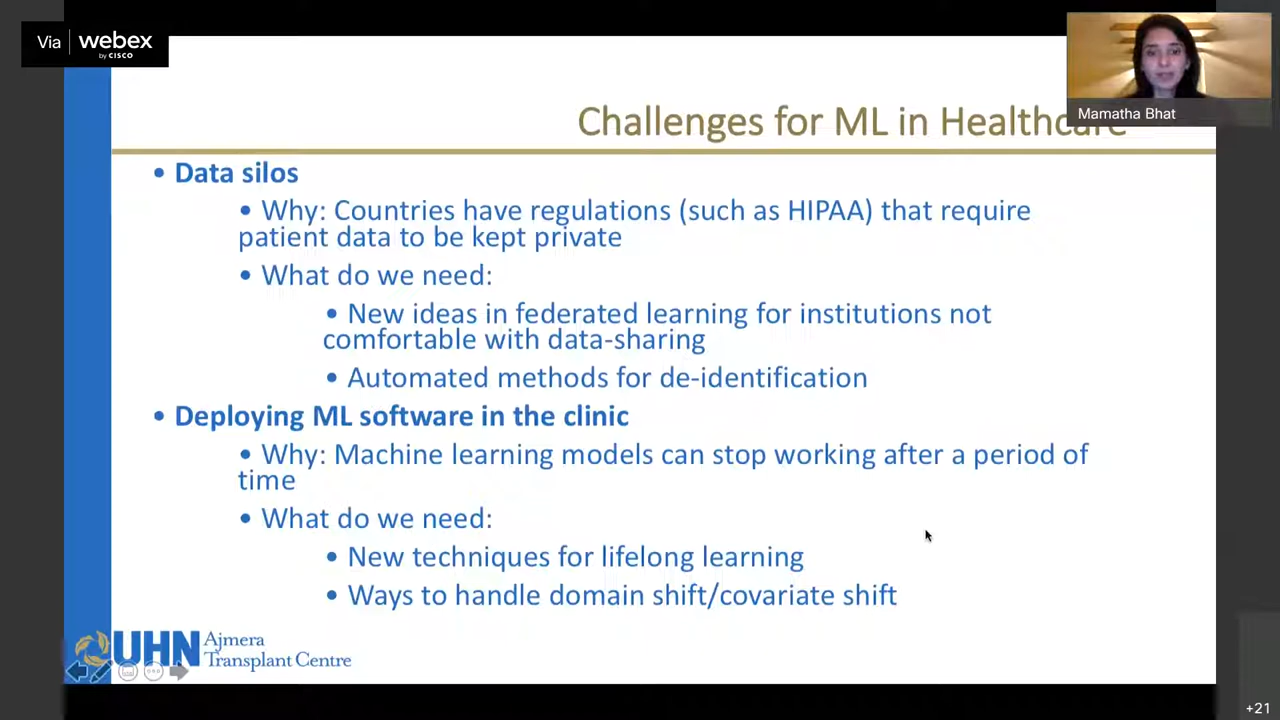 Via webex
by CISCO
Mamatha Bhat
Challenges for ML in Healthcare
• Data silos
• Why: Countries have regulations (such as HIPAA) that require
patient data to be kept private
• What do we need:
• New ideas in federated learning for institutions not
comfortable with data-sharing
• Automated methods for de-identification
• Deploying ML software in the clinic
• Why: Machine learning models can stop working after a period of
time
• What do we need:
• New techniques for lifelong learning
• Ways to handle domain shift/covariate shift
UHN Ajmera
Transplant Centre
+21